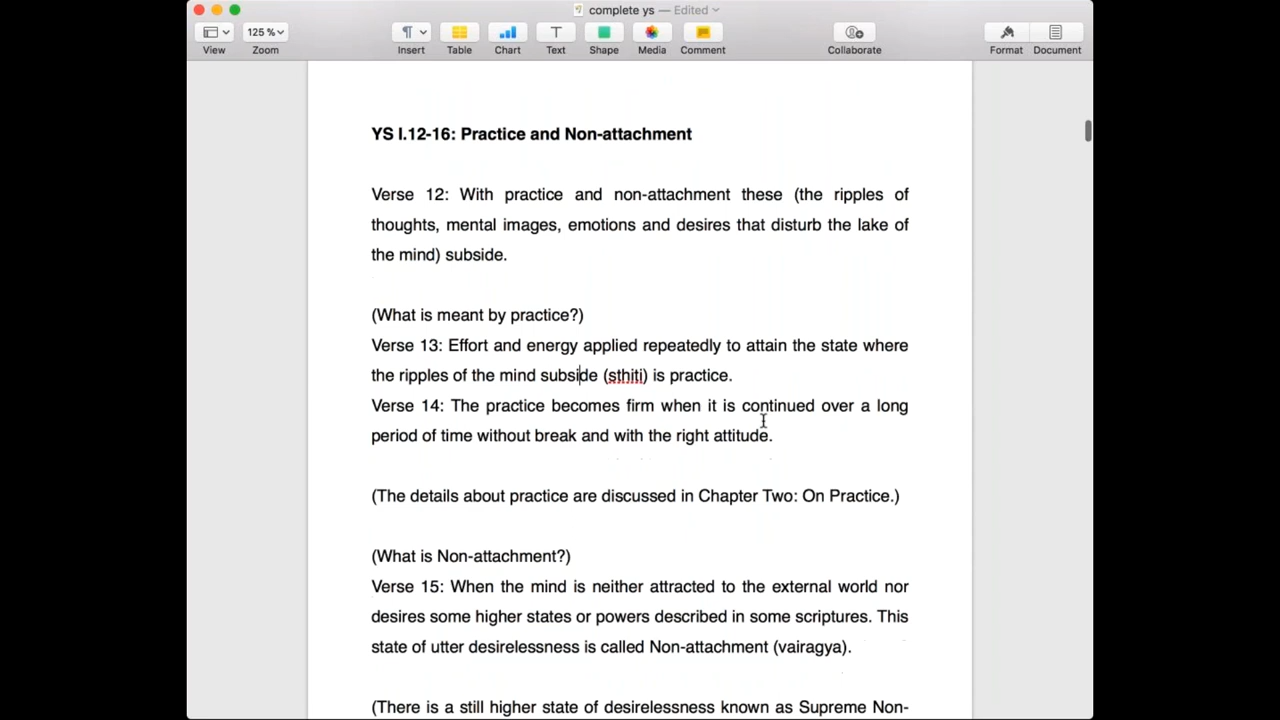 complete ys — Edited
125 %
View
Zoom
Insert
Table
Chart
Text
Shape
Media
Comment
Collaborate
Format
Document
YS I.12-16: Practice and Non-attachment
Verse 12: With practice and non-attachment these (the ripples of
thoughts, mental images, emotions and desires that disturb the lake of
the mind) subside.
(What is meant by practice?)
Verse 13: Effort and energy applied repeatedly to attain the state where
the ripples of the mind subside (sthiti) is practice.
Verse 14: The practice becomes firm when it is continued over a long
period of time without break and with the right attitude.
(The details about practice are discussed in Chapter Two: On Practice.)
(What is Non-attachment?)
Verse 15: When the mind is neither attracted to the external world nor
desires some higher states or powers described in some scriptures. This
state of utter desirelessness is called Non-attachment (vairagya).
(There is a still higher state of desirelessness known as Supreme Non-